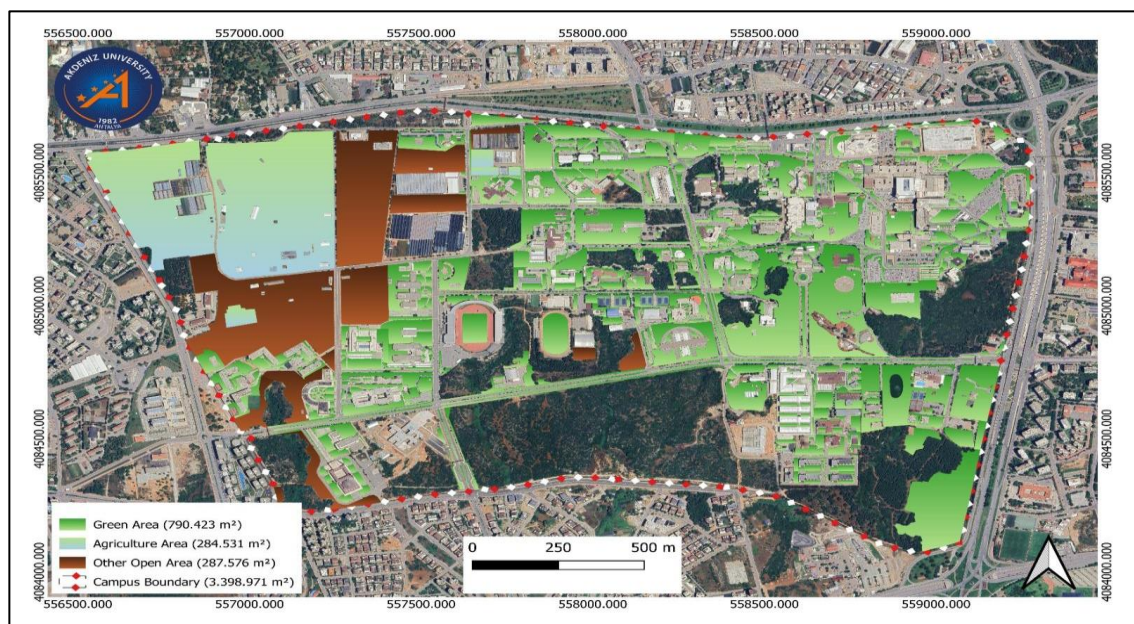 556500.000 557000.000 557500.000 558000.000 558500.000 559000.000
AKDENİZ UNIVERSITY
1982
ANTALYA
4085500.000
4085000.000
4084500.000
4084000.000
4085500.000
4085000.000
4084500.000
4084000.000
Green Area (790.423 m²)
Agriculture Area (284.531 m²)
Other Open Area (287.576 m²)
Campus Boundary (3.398.971 m²)
0 250 500 m
556500.000 557000.000 557500.000 558000.000 558500.000 559000.000